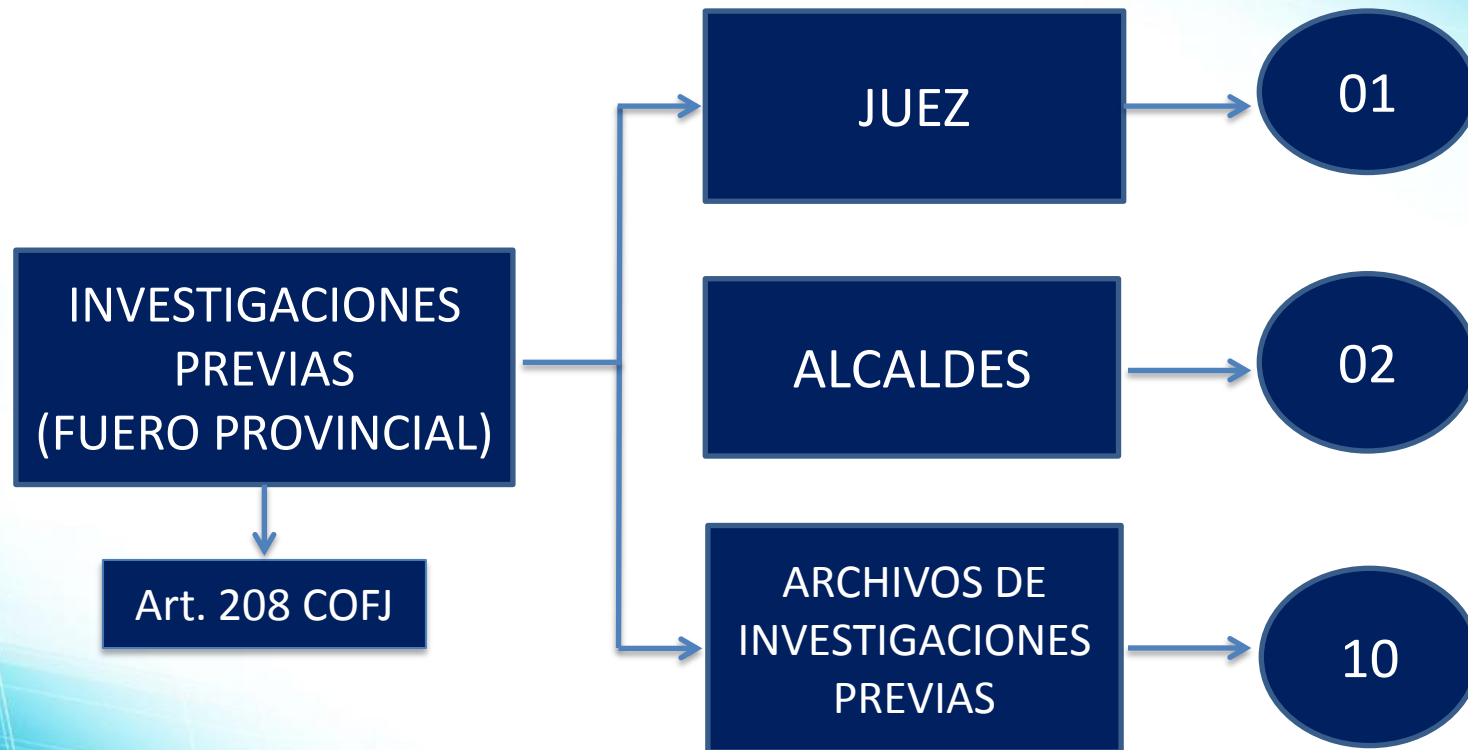 JUEZ
01
INVESTIGACIONES
PREVIAS
(FUERO PROVINCIAL)
ALCALDES
02
Art. 208 COFJ
ARCHIVOS DE
INVESTIGACIONES
PREVIAS
10